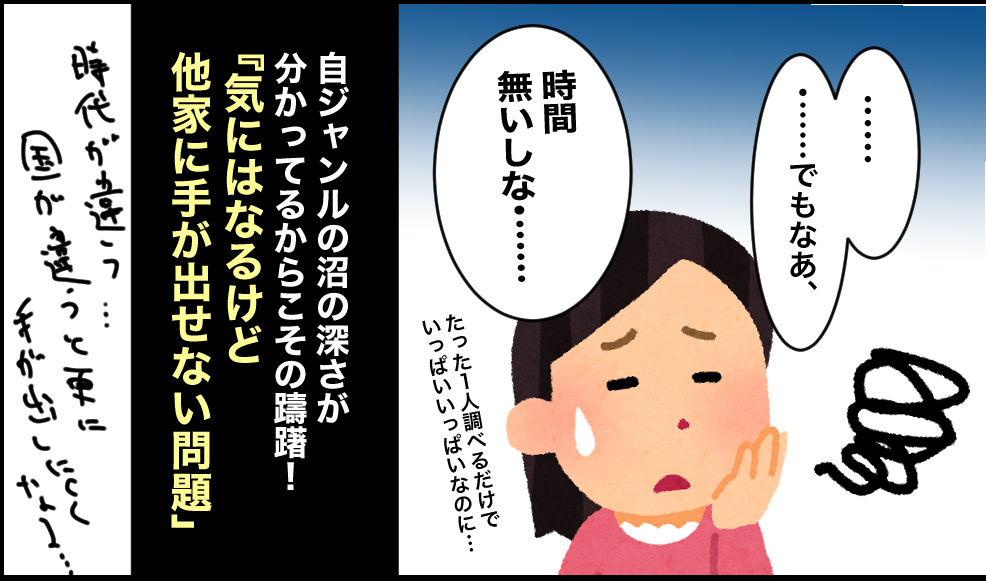 ……
……でもなあ、
時間
無いしな………
たった1人調べるだけで
いっぱいいっぱいなのに…
自ジャンルの沼の深さが
分かってるからこその躊躇！
『気にはなるけど
他家に手が出せない問題」
時代が違う…
国が違うと更に
手が出しにくくなる…